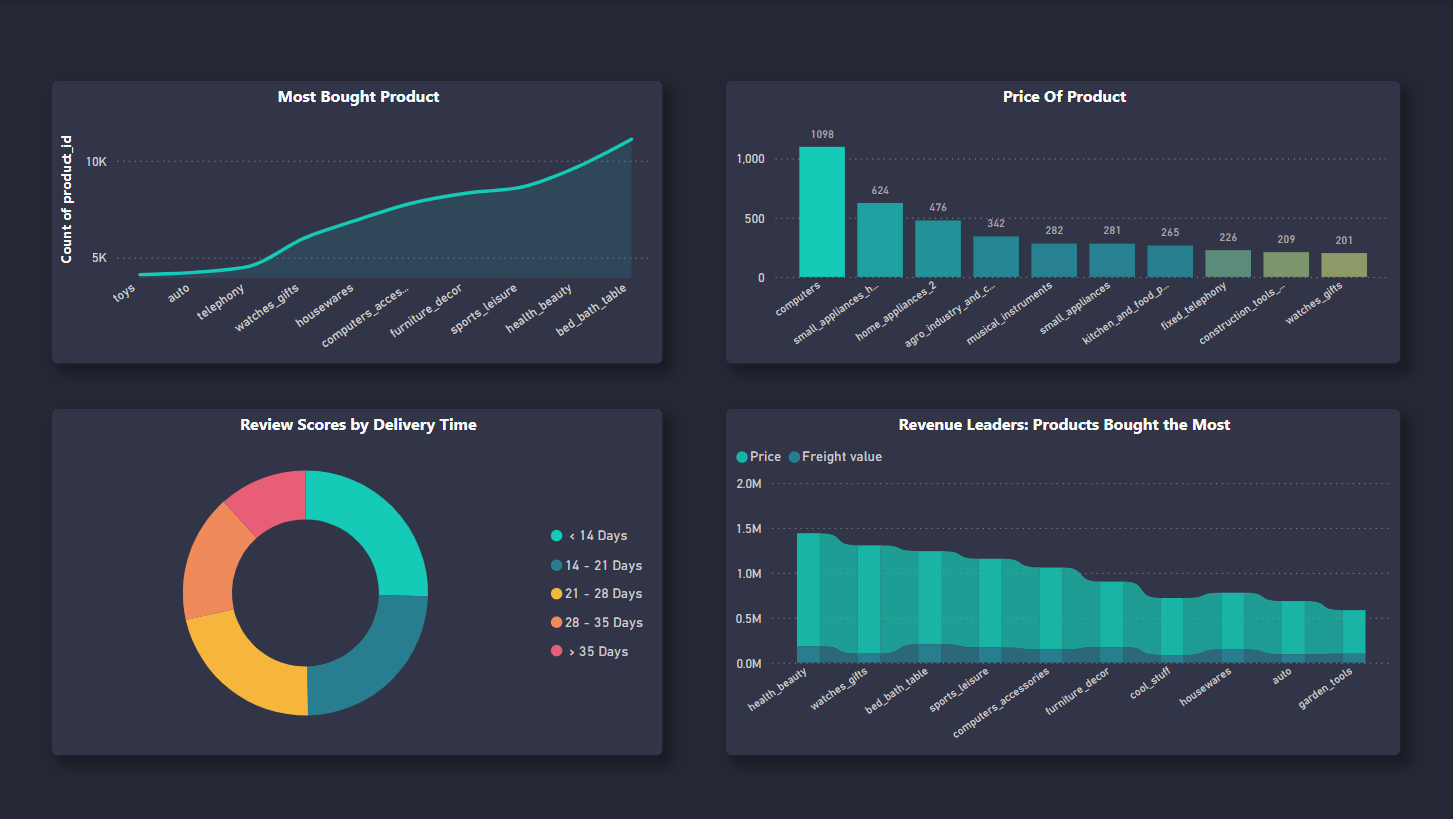 Most Bought Product
Count of product_id
10K
5K
toys
auto
telephony
watches_gifts
housewares
computers_acces...
furniture_decor
sports_leisure
health_beauty
bed_bath_table
Price Of Product
1,000
500
0
1098
624
476
342
282
281
265
226
209
201
computers
small_appliances_h...
home_appliances_2
agro_industry_and_c...
musical_instruments
small_appliances
kitchen_and_food_p...
fixed_telephony
construction_tools_...
watches_gifts
Review Scores by Delivery Time
< 14 Days
14 - 21 Days
21 - 28 Days
28 - 35 Days
> 35 Days
Revenue Leaders: Products Bought the Most
Price Freight value
2.0M
1.5M
1.0M
0.5M
0.0M
health_beauty
watches_gifts
bed_bath_table
sports_leisure
computers_accessories
furniture_decor
cool_stuff
housewares
auto
garden_tools